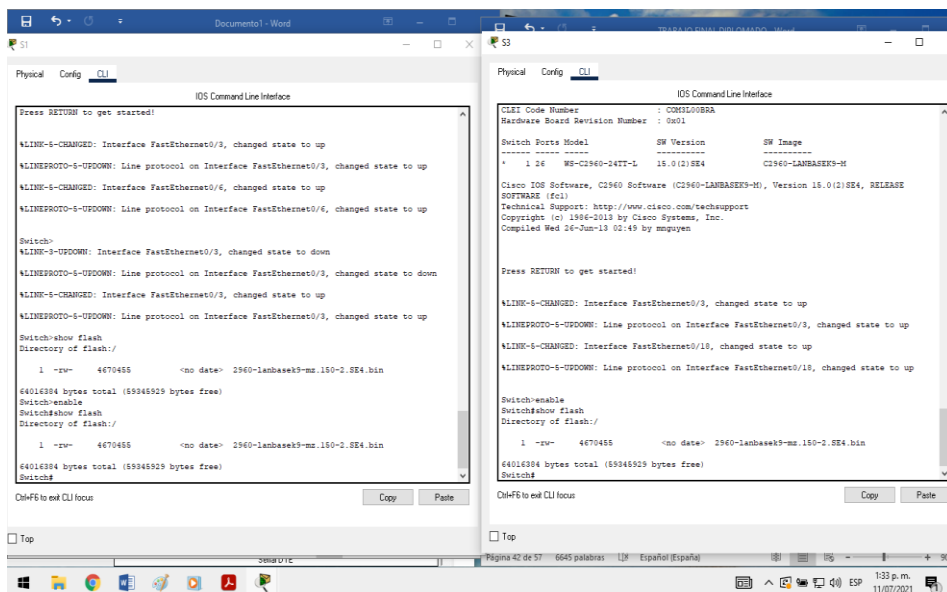 Documento1 - Word
S1
Physical Config CLI
IOS Command Line Interface
Press RETURN to get started!
%LINK-5-CHANGED: Interface FastEthernet0/3, changed state to up
%LINEPROTO-5-UPDOWN: Line protocol on Interface FastEthernet0/3, changed state to up
%LINK-5-CHANGED: Interface FastEthernet0/6, changed state to up
%LINEPROTO-5-UPDOWN: Line protocol on Interface FastEthernet0/6, changed state to up
Switch>
%LINK-3-UPDOWN: Interface FastEthernet0/3, changed state to down
%LINEPROTO-5-UPDOWN: Line protocol on Interface FastEthernet0/3, changed state to down
%LINK-5-CHANGED: Interface FastEthernet0/3, changed state to up
%LINEPROTO-5-UPDOWN: Line protocol on Interface FastEthernet0/3, changed state to up
Switch>show flash
Directory of flash:/
1 -rw- 4670455 <no date> 2960-lanbasek9-mz.150-2.SE4.bin
64016384 bytes total (59345929 bytes free)
Switch>enable
Switch#show flash
Directory of flash:/
1 -rw- 4670455 <no date> 2960-lanbasek9-mz.150-2.SE4.bin
64016384 bytes total (59345929 bytes free)
Switch#
Ctrl+F6 to exit CLI focus
Copy Paste
Top
TRABAJO FINAL DIPLOMADO - Word
S3
Physical Config CLI
IOS Command Line Interface
CLEI Code Number : COM3L00BRA
Hardware Board Revision Number : 0x01
Switch Ports Model SW Version SW Image
------ ----- ----- ---------- ----------
* 1 26 WS-C2960-24TT-L 15.0(2)SE4 C2960-LANBASEK9-M
Cisco IOS Software, C2960 Software (C2960-LANBASEK9-M), Version 15.0(2)SE4, RELEASE
SOFTWARE (fc1)
Technical Support: http://www.cisco.com/techsupport
Copyright (c) 1986-2013 by Cisco Systems, Inc.
Compiled Wed 26-Jun-13 02:49 by mnguyen
Press RETURN to get started!
%LINK-5-CHANGED: Interface FastEthernet0/3, changed state to up
%LINEPROTO-5-UPDOWN: Line protocol on Interface FastEthernet0/3, changed state to up
%LINK-5-CHANGED: Interface FastEthernet0/18, changed state to up
%LINEPROTO-5-UPDOWN: Line protocol on Interface FastEthernet0/18, changed state to up
Switch>enable
Switch#show flash
Directory of flash:/
1 -rw- 4670455 <no date> 2960-lanbasek9-mz.150-2.SE4.bin
64016384 bytes total (59345929 bytes free)
Switch#
Ctrl+F6 to exit CLI focus
Copy Paste
Top
Serial DTE
Página 42 de 57 6645 palabras Español (España)
ESP
1:33 p. m.
11/07/2021